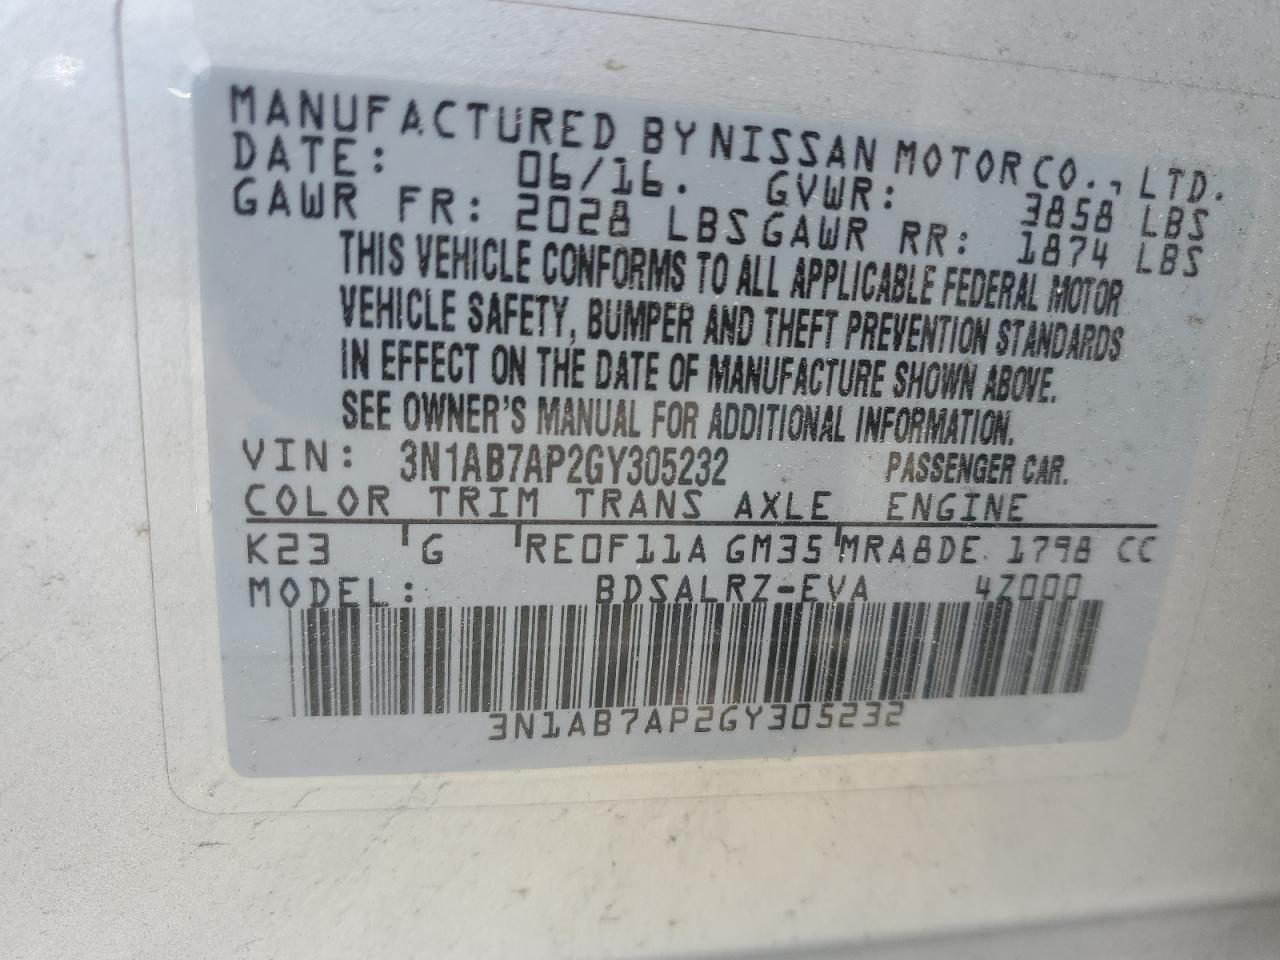 MANUFACTURED BY NISSAN MOTOR CO., LTD.
DATE: 06/16. GVWR: 3858 LBS
GAWR FR: 2028 LBS GAWR RR: 1874 LBS
THIS VEHICLE CONFORMS TO ALL APPLICABLE FEDERAL MOTOR
VEHICLE SAFETY, BUMPER AND THEFT PREVENTION STANDARDS
IN EFFECT ON THE DATE OF MANUFACTURE SHOWN ABOVE.
SEE OWNER'S MANUAL FOR ADDITIONAL INFORMATION.
VIN: 3N1AB7AP2GY305232 PASSENGER CAR.
COLOR TRIM TRANS AXLE ENGINE
K23 G RE0F11A GM35 MRA8DE 1798 CC
MODEL: BDSALRZ-EVA 4Z000
3N1AB7AP2GY305232